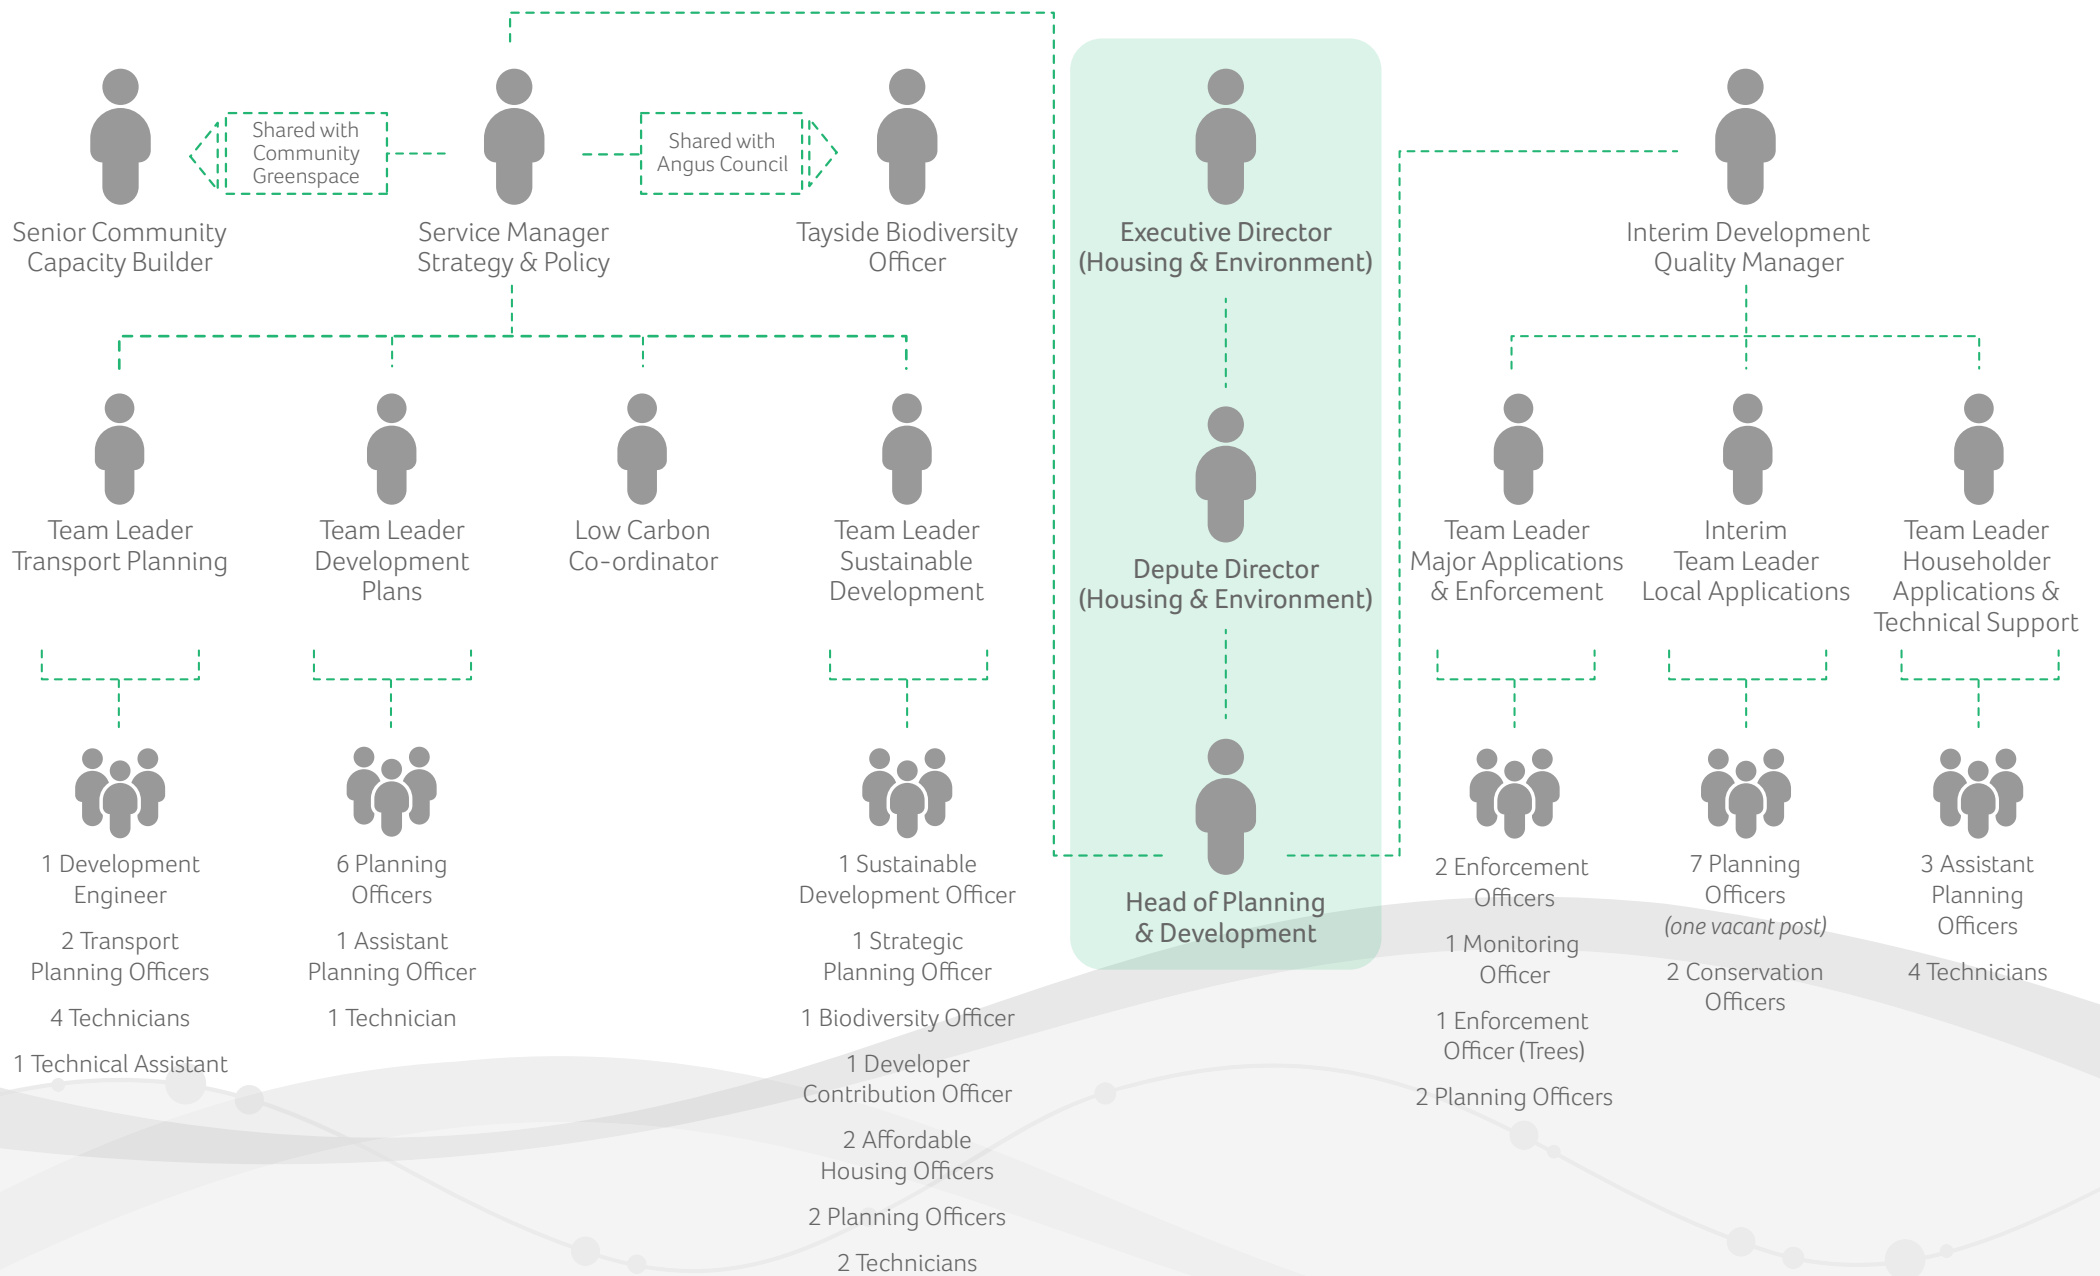 Shared with
Community
Greenspace
Shared with
Angus Council
Senior Community
Capacity Builder
Service Manager
Strategy & Policy
Tayside Biodiversity
Officer
Executive Director
(Housing & Environment)
Interim Development
Quality Manager
Team Leader
Transport Planning
Team Leader
Development
Plans
Low Carbon
Co-ordinator
Team Leader
Sustainable
Development
Depute Director
(Housing & Environment)
Team Leader
Major Applications
& Enforcement
Interim
Team Leader
Local Applications
Team Leader
Householder
Applications &
Technical Support
1 Development
Engineer
2 Transport
Planning Officers
4 Technicians
1 Technical Assistant
6 Planning
Officers
1 Assistant
Planning Officer
1 Technician
1 Sustainable
Development Officer
1 Strategic
Planning Officer
1 Biodiversity Officer
1 Developer
Contribution Officer
2 Affordable
Housing Officers
2 Planning Officers
2 Technicians
Head of Planning
& Development
2 Enforcement
Officers
1 Monitoring
Officer
1 Enforcement
Officer (Trees)
2 Planning Officers
7 Planning
Officers
(one vacant post)
2 Conservation
Officers
3 Assistant
Planning
Officers
4 Technicians